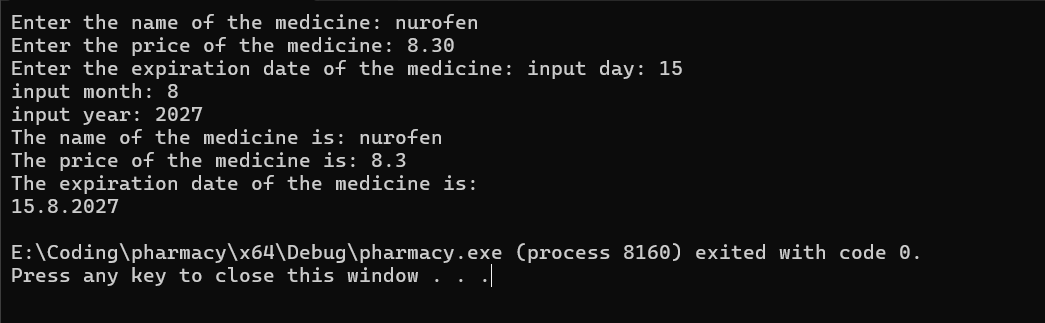 Enter the name of the medicine: nurofen
Enter the price of the medicine: 8.30
Enter the expiration date of the medicine: input day: 15
input month: 8
input year: 2027
The name of the medicine is: nurofen
The price of the medicine is: 8.3
The expiration date of the medicine is:
15.8.2027
E:\Coding\pharmacy\x64\Debug\pharmacy.exe (process 8160) exited with code 0.
Press any key to close this window . . .